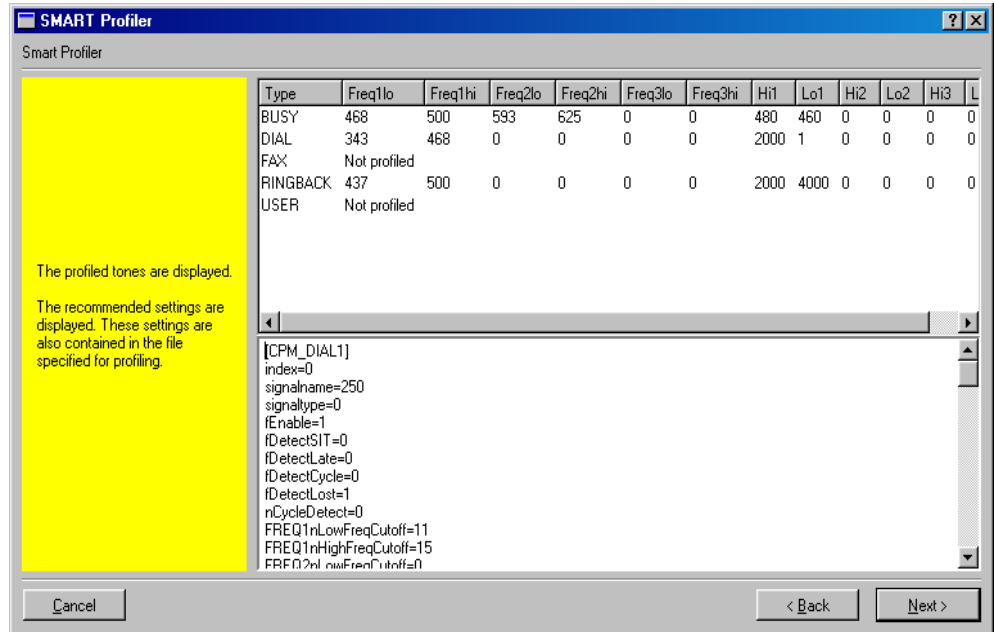 SMART Profiler
Smart Profiler
The profiled tones are displayed.
The recommended settings are
displayed. These settings are
also contained in the file
specified for profiling.
Type Freq1lo Freq1hi Freq2lo Freq2hi Freq3lo Freq3hi Hi1 Lo1 Hi2 Lo2 Hi3 L
BUSY 468 500 593 625 0 0 480 460 0 0 0 0
DIAL 343 468 0 0 0 0 2000 1 0 0 0 0
FAX Not profiled
RINGBACK 437 500 0 0 0 0 2000 4000 0 0 0 0
USER Not profiled
[CPM_DIAL1]
index=0
signalname=250
signaltype=0
fEnable=1
fDetectSIT=0
fDetectLate=0
fDetectCycle=0
fDetectLost=1
nCycleDetect=0
FREQ1nLowFreqCutoff=11
FREQ1nHighFreqCutoff=15
FREQ2nLowFreqCutoff=0
Cancel
< Back
Next >